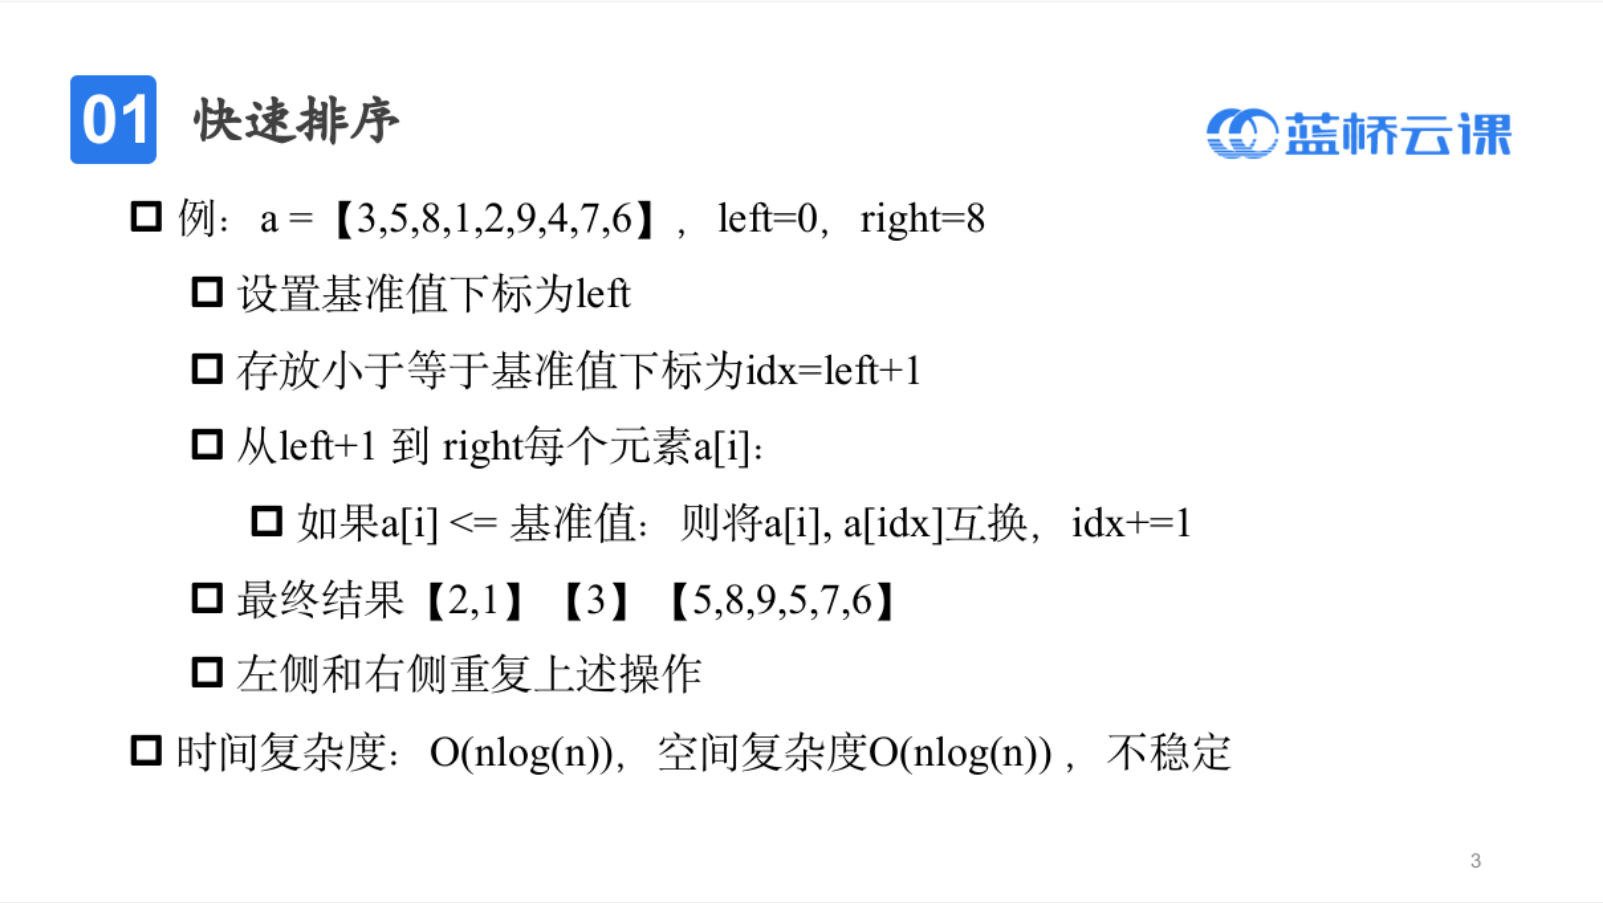 01 快速排序
蓝桥云课
例： a =【3,5,8,1,2,9,4,7,6】， left=0， right=8
设置基准值下标为left
存放小于等于基准值下标为idx=left+1
从left+1 到 right每个元素a[i]：
如果a[i] <= 基准值： 则将a[i], a[idx]互换， idx+=1
最终结果【2,1】【3】【5,8,9,5,7,6】
左侧和右侧重复上述操作
时间复杂度： O(nlog(n))， 空间复杂度O(nlog(n)) ， 不稳定
3